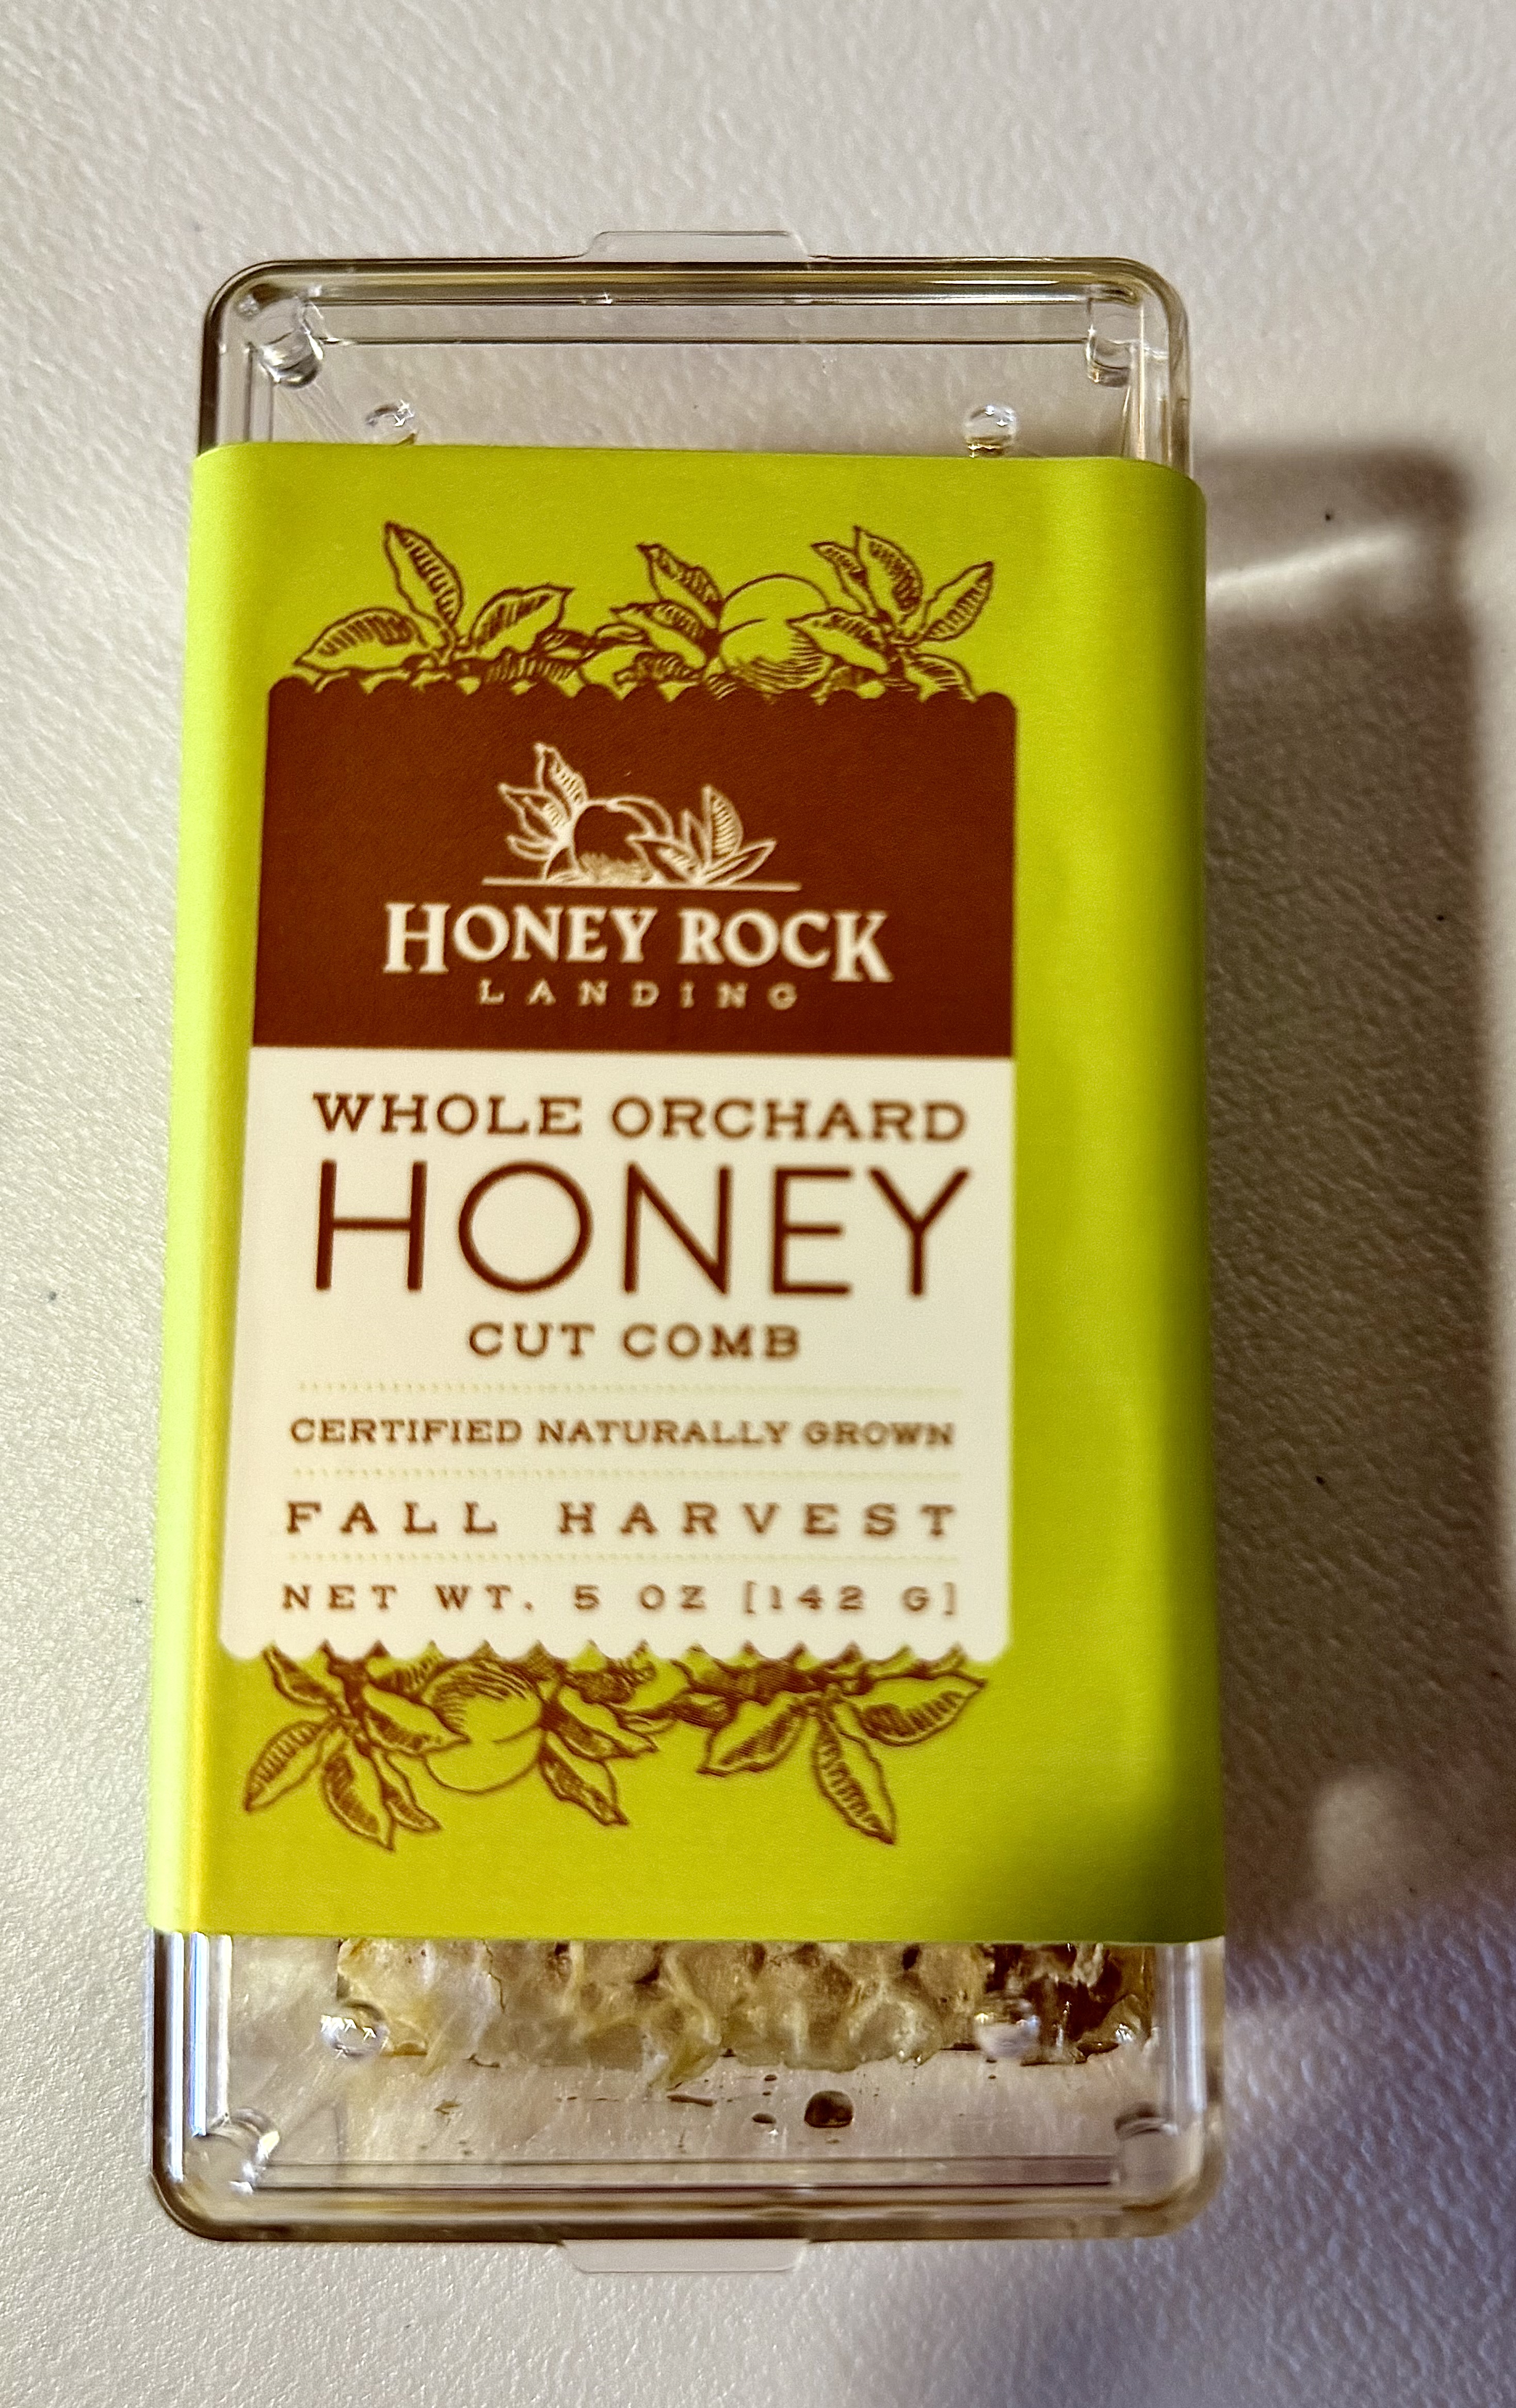 HONEY ROCK
LANDING
WHOLE ORCHARD
HONEY
CUT COMB
CERTIFIED NATURALLY GROWN
FALL HARVEST
NET WT. 5 OZ [142 G]